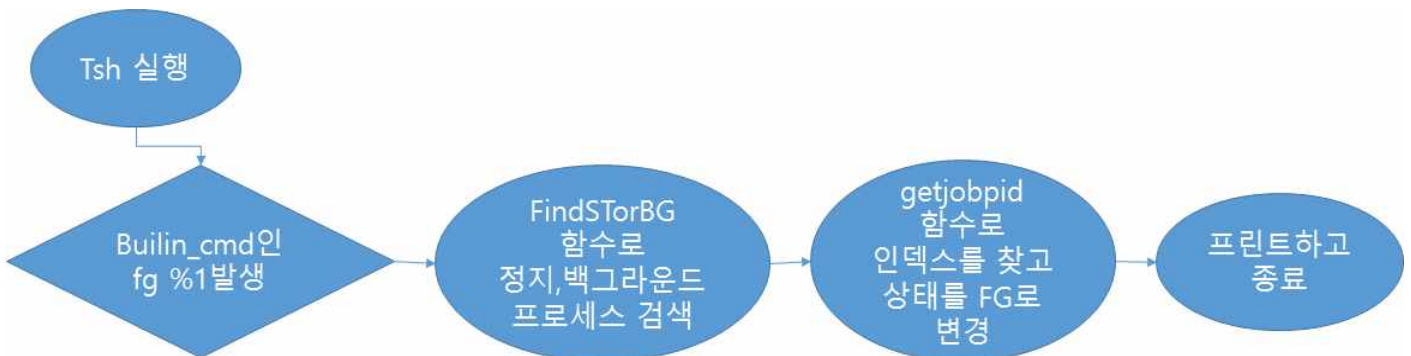 Tsh 실행
Builin_cmd인
fg %1발생
FindSTorBG
함수로
정지,백그라운드
프로세스 검색
getjobpid
함수로
인덱스를 찾고
상태를 FG로
변경
프린트하고
종료